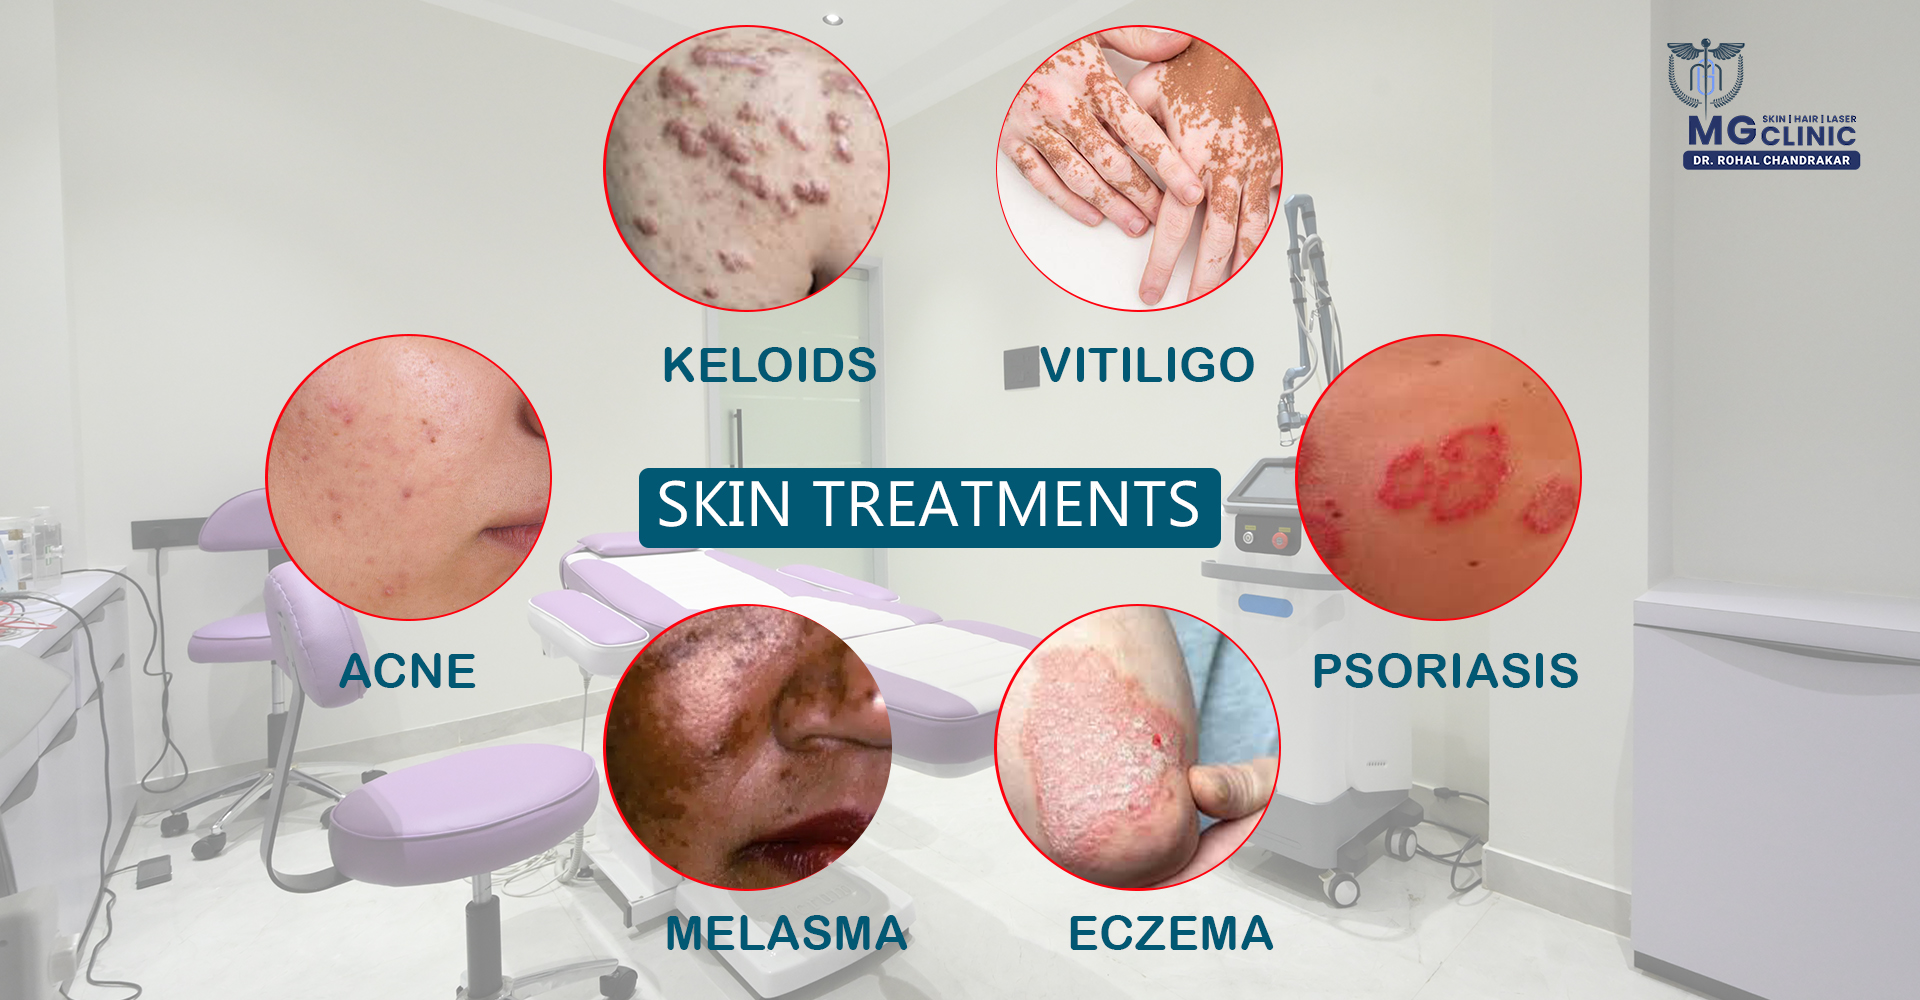 SKIN | HAIR | LASER
MG CLINIC
DR. ROHAL CHANDRAKAR
KELOIDS
VITILIGO
SKIN TREATMENTS
ACNE
PSORIASIS
MELASMA
ECZEMA